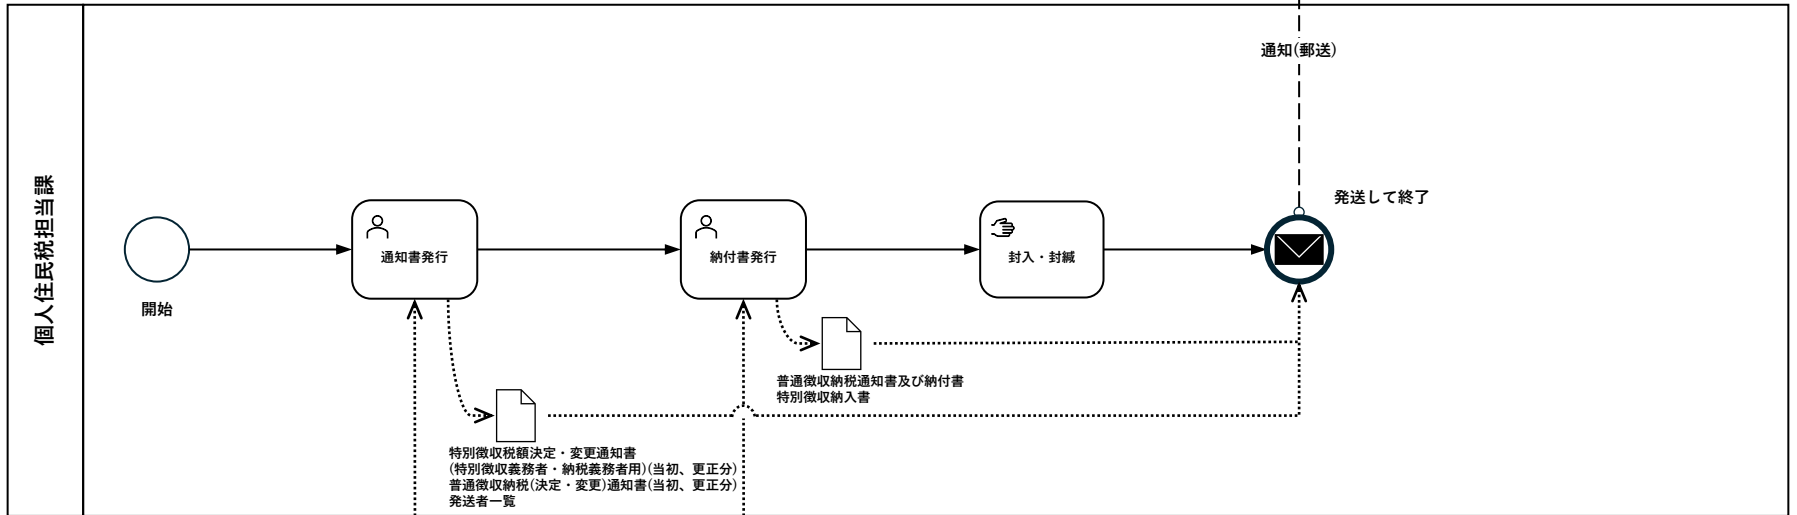 個人住民税担当課
通知(郵送)
発送して終了
開始
通知書発行
納付書発行
封入・封緘
普通徴収納税通知書及び納付書
特別徴収納入書
特別徴収税額決定・変更通知書
(特別徴収義務者・納税義務者用)(当初、更正分)
普通徴収納税(決定・変更)通知書(当初、更正分)
発送者一覧